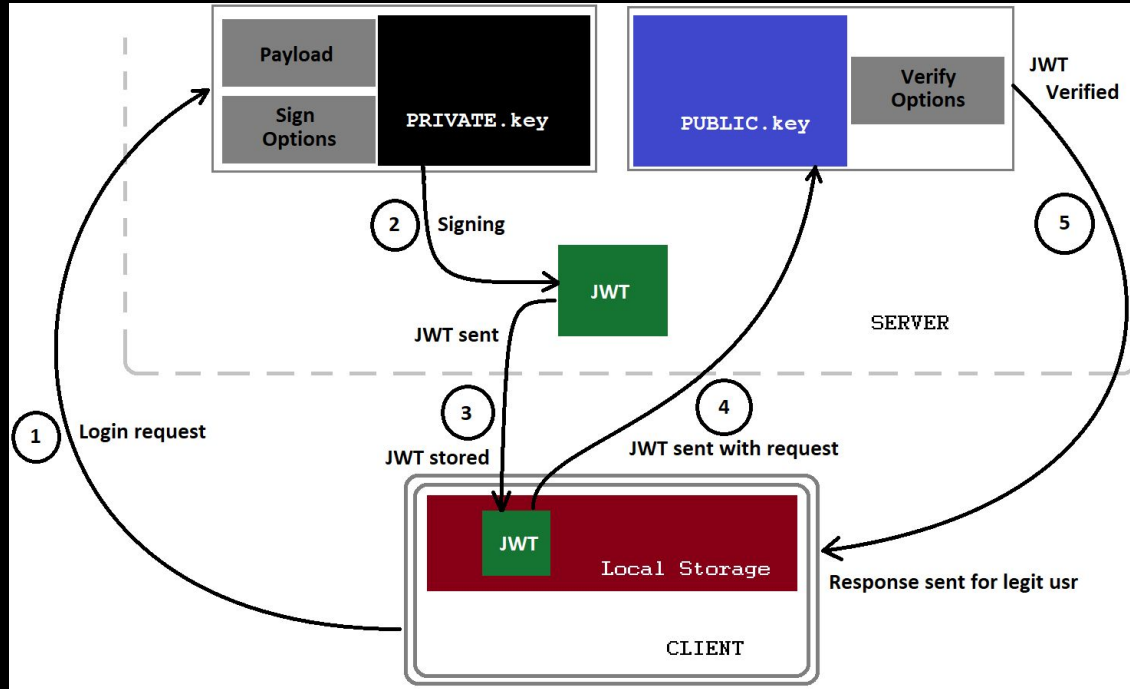 Payload
Sign
Options
PRIVATE.key
PUBLIC.key
Verify
Options
JWT
Verified
2
Signing
5
JWT
SERVER
JWT sent
1
Login request
3
4
JWT stored
JWT sent with request
JWT
Local Storage
Response sent for legit usr
CLIENT